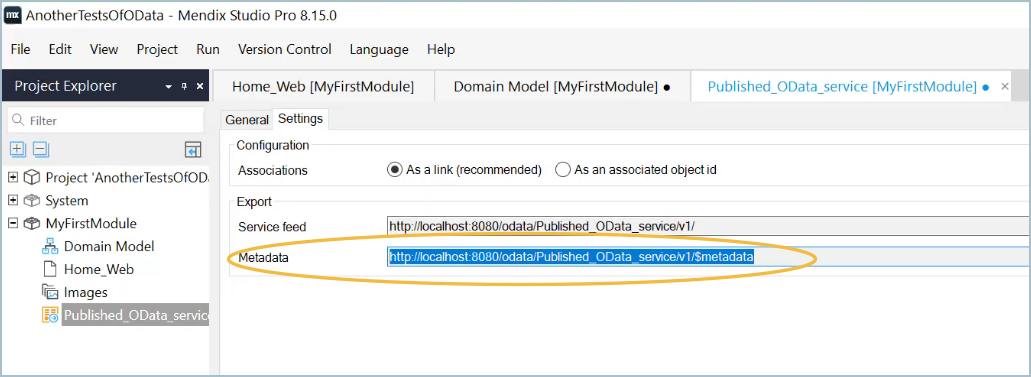 mx AnotherTestsOfOData - Mendix Studio Pro 8.15.0
File Edit View Project Run Version Control Language Help
Project Explorer
Home_Web [MyFirstModule] Domain Model [MyFirstModule] Published_OData_service [MyFirstModule]
Filter
General Settings
Configuration
Associations As a link (recommended) As an associated object id
Project 'AnotherTestsOfODa
System
Export
MyFirstModule
Service feed http://localhost:8080/odata/Published_OData_service/v1/
Domain Model
Metadata http://localhost:8080/odata/Published_OData_service/v1/$metadata
Home_Web
Images
Published_OData_servic